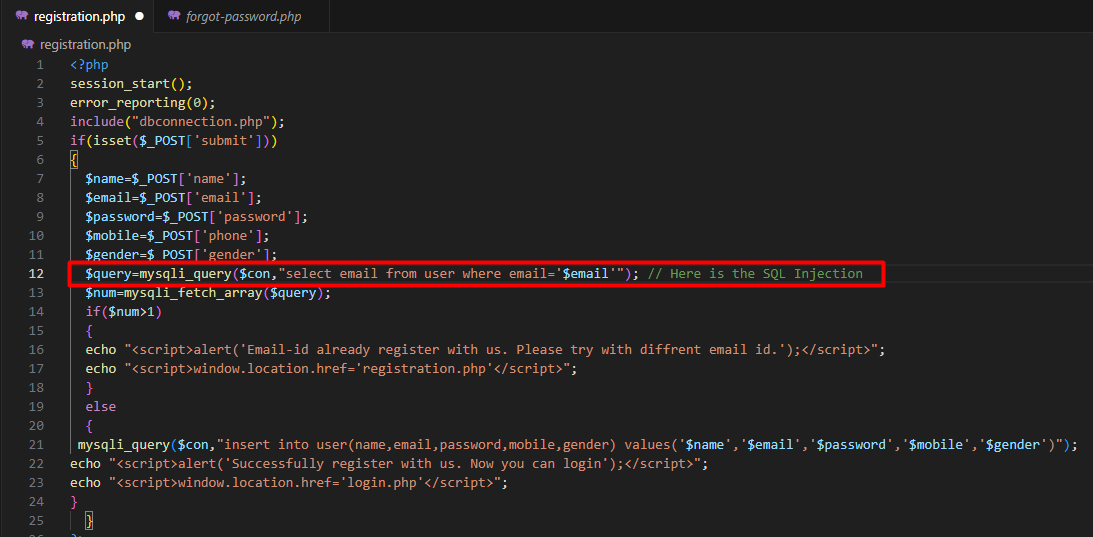 registration.php ●
forgot-password.php
registration.php
1 <?php
2 session_start();
3 error_reporting(0);
4 include("dbconnection.php");
5 if(isset($_POST['submit']))
6 {
7 $name=$_POST['name'];
8 $email=$_POST['email'];
9 $password=$_POST['password'];
10 $mobile=$_POST['phone'];
11 $gender=$_POST['gender'];
12 $query=mysqli_query($con,"select email from user where email='$email'"); // Here is the SQL Injection
13 $num=mysqli_fetch_array($query);
14 if($num>1)
15 {
16 echo "<script>alert('Email-id already register with us. Please try with diffrent email id.');</script>";
17 echo "<script>window.location.href='registration.php'</script>";
18 }
19 else
20 {
21 mysqli_query($con,"insert into user(name,email,password,mobile,gender) values('$name','$email','$password','$mobile','$gender')");
22 echo "<script>alert('Successfully register with us. Now you can login');</script>";
23 echo "<script>window.location.href='login.php'</script>";
24 }
25 }